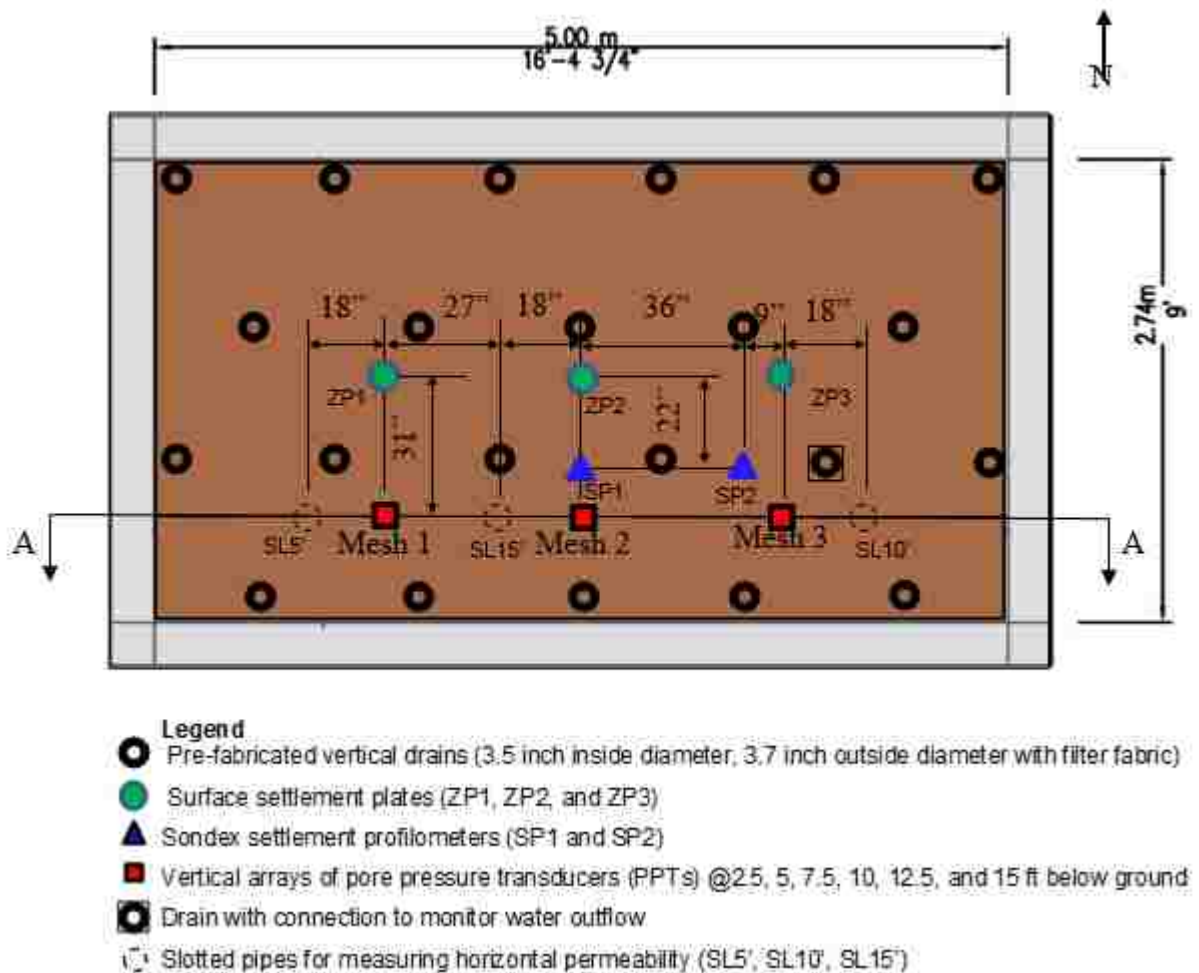 5.00 m
16'-4 3/4"
N
18" 27" 18" 36" 9" 18"
2.74m
9'
ZP1 ZP2 ZP3
31"
22"
SP1 SP2
A A
SL5' Mesh 1 SL15' Mesh 2 Mesh 3 SL10'
Legend
Pre-fabricated vertical drains (3.5 inch inside diameter, 3.7 inch outside diameter with filter fabric)
Surface settlement plates (ZP1, ZP2, and ZP3)
Sondex settlement profilometers (SP1 and SP2)
Vertical arrays of pore pressure transducers (PPTs) @2.5, 5, 7.5, 10, 12.5, and 15 ft below ground
Drain with connection to monitor water outflow
Slotted pipes for measuring horizontal permeability (SL5', SL10', SL15')